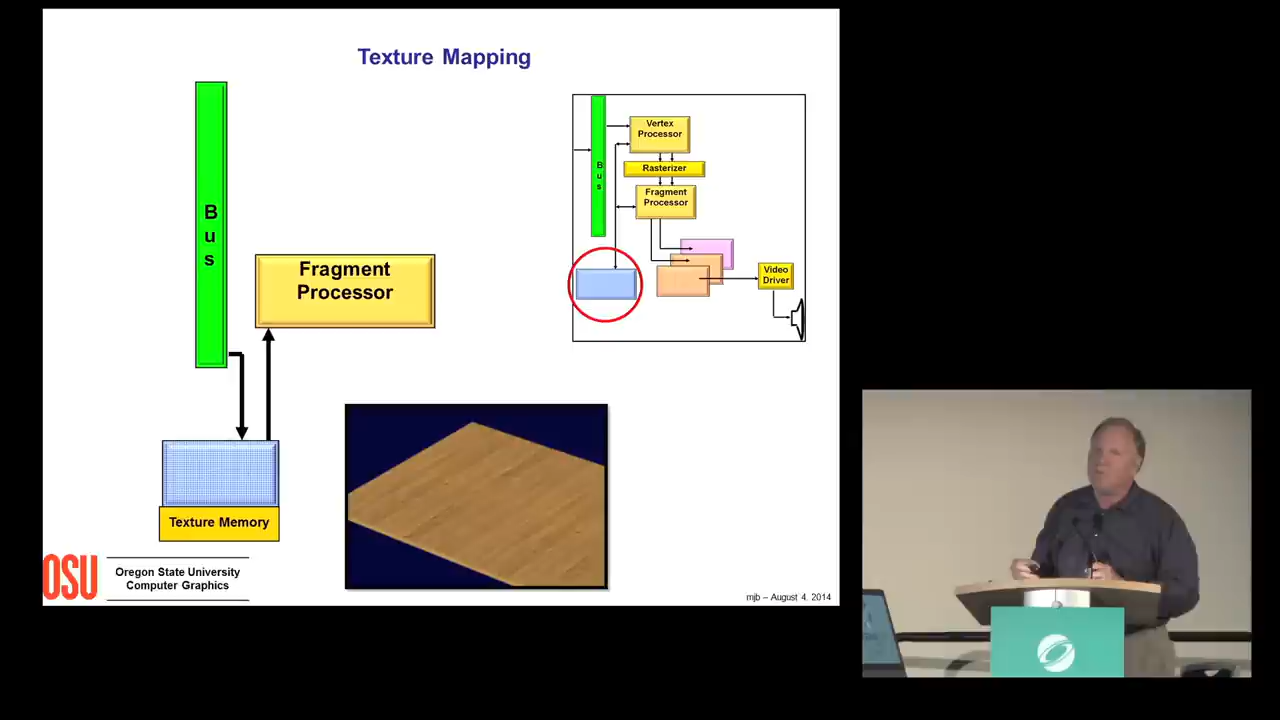 Texture Mapping
B
u
s
Fragment
Processor
Texture Memory
Vertex
Processor
Rasterizer
B
u
s
Fragment
Processor
Video
Driver
OSU
Oregon State University
Computer Graphics
mjb – August 4. 2014